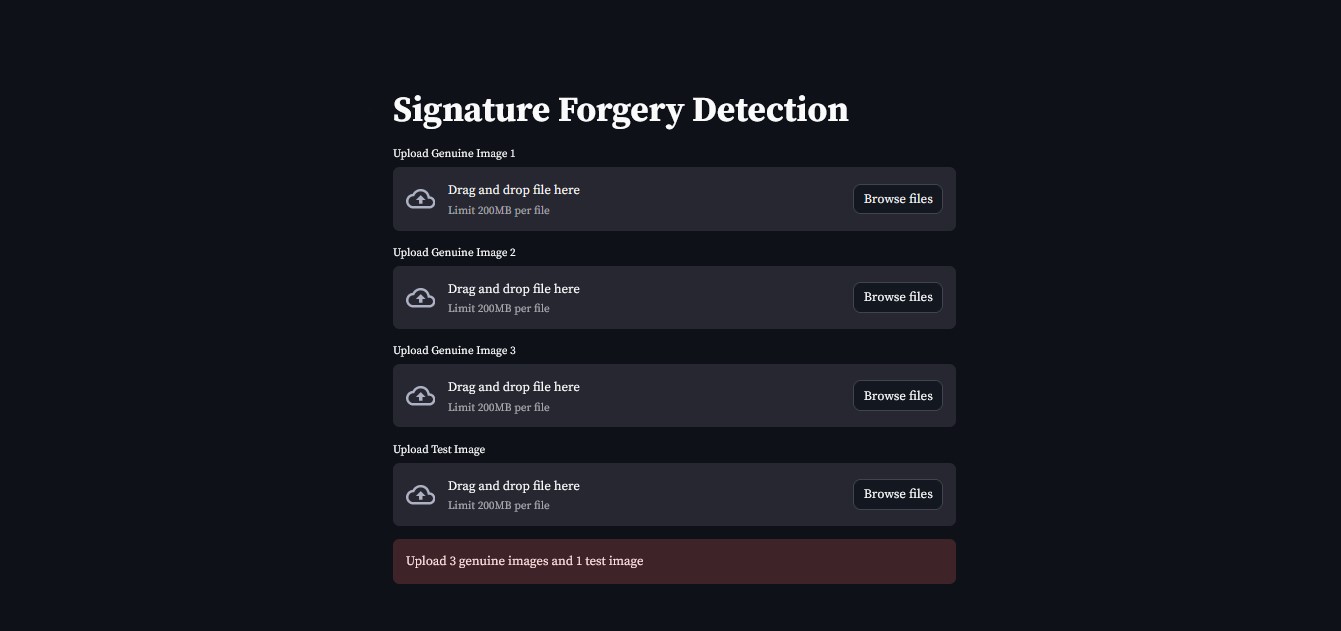 Signature Forgery Detection
Upload Genuine Image 1
Drag and drop file here
Limit 200MB per file
Browse files
Upload Genuine Image 2
Drag and drop file here
Limit 200MB per file
Browse files
Upload Genuine Image 3
Drag and drop file here
Limit 200MB per file
Browse files
Upload Test Image
Drag and drop file here
Limit 200MB per file
Browse files
Upload 3 genuine images and 1 test image